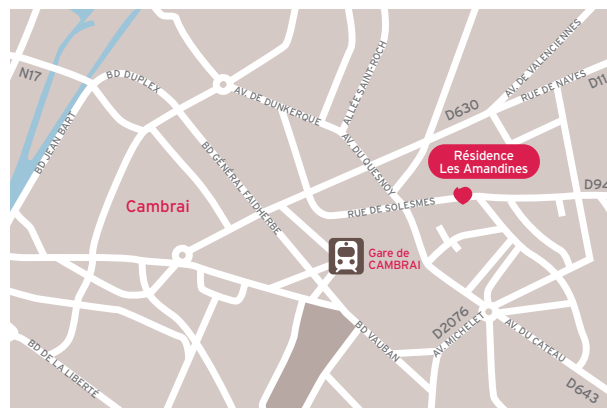 N17
BD DUPLEX
BD JEAN BART
AV. DE DUNKERQUE
ALLÉE SAINT-ROCH
D630
AV. DE VALENCIENNES
RUE DE NAVES
D11
BD GÉNÉRAL FAIDHERBE
AV. DU QUESNOY
Résidence
Les Amandines
Cambrai
RUE DE SOLESMES
D94
Gare de
CAMBRAI
BD VAUBAN
D2076
AV. MICHELET
AV. DU CATEAU
D643
BD DE LA LIBERTÉ